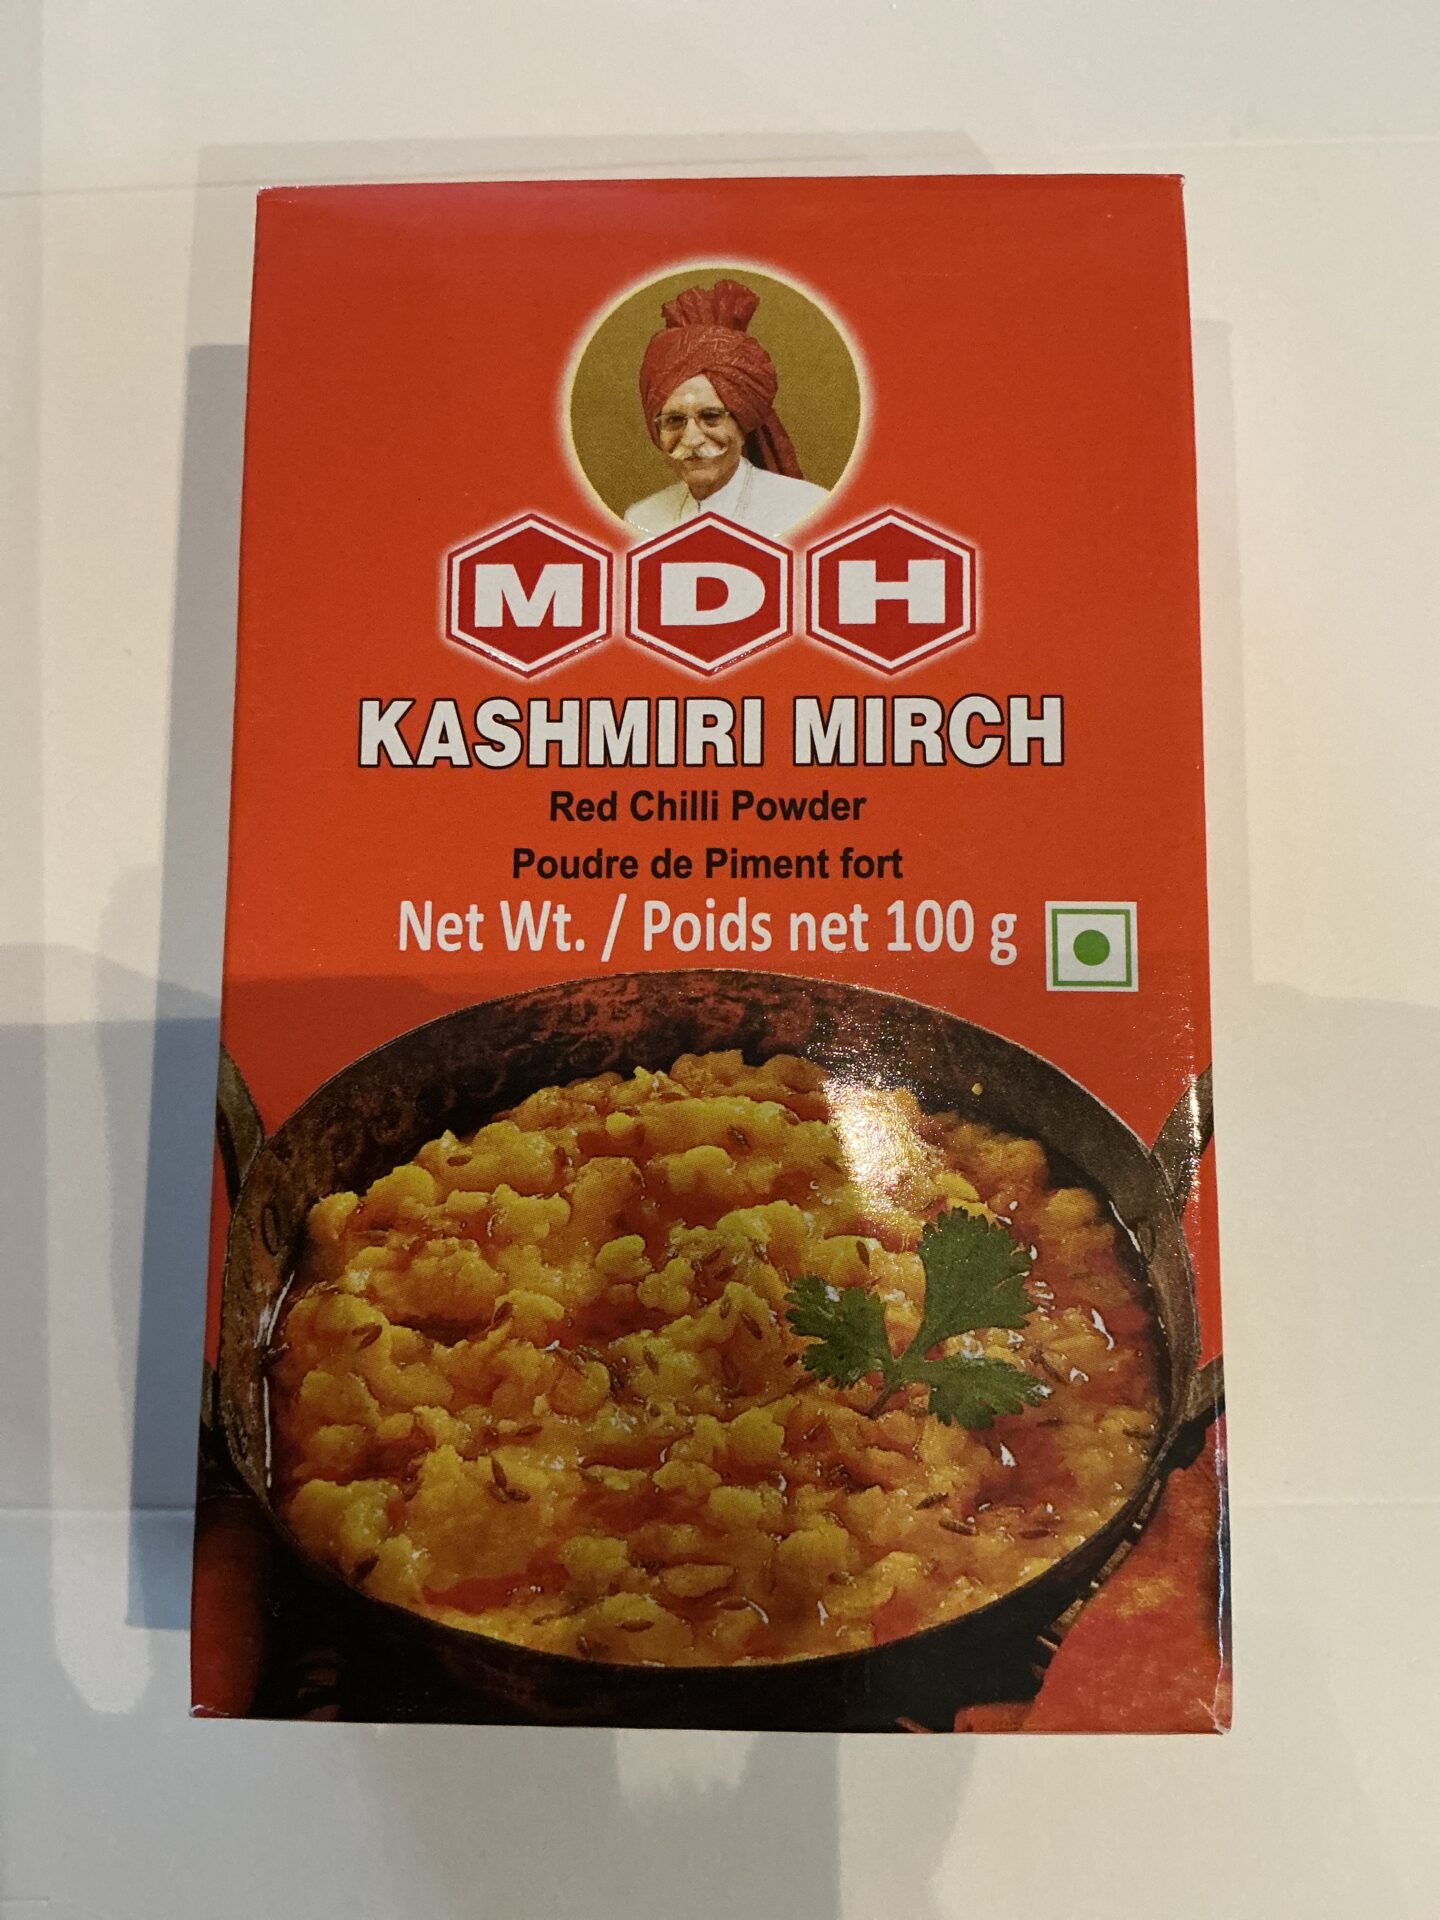 MDH
KASHMIRI MIRCH
Red Chilli Powder
Poudre de Piment fort
Net Wt. / Poids net 100 g